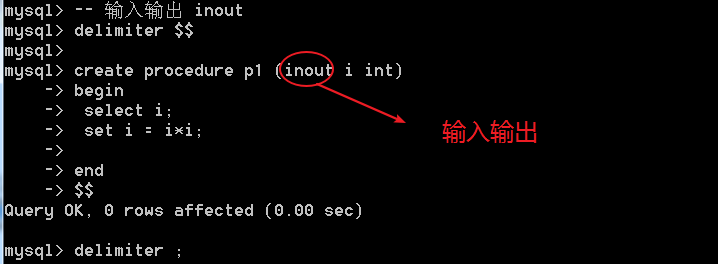 mysql> -- 输入输出 inout
mysql> delimiter $$
mysql>
mysql> create procedure p1 (inout i int)
    -> begin
    ->  select i;
    ->  set i = i*i;
输入输出
    ->
    -> end
    -> $$
Query OK, 0 rows affected (0.00 sec)
mysql> delimiter ;